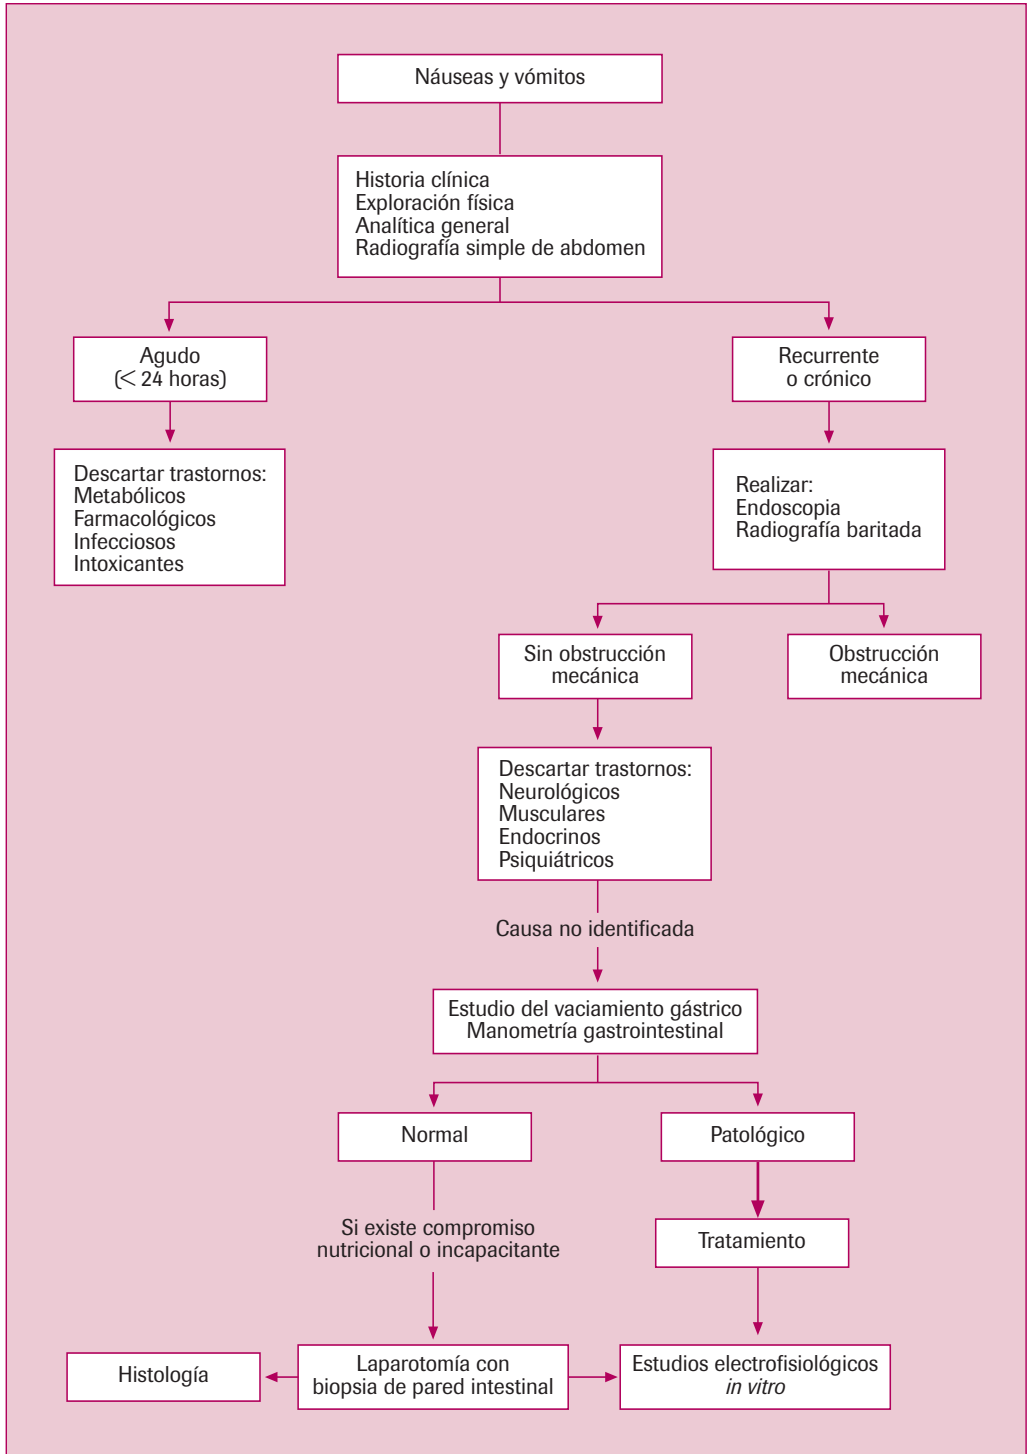 Náuseas y vómitos
Historia clínica
Exploración física
Analítica general
Radiografía simple de abdomen
Agudo
(< 24 horas)
Recurrente
o crónico
Descartar trastornos:
Metabólicos
Farmacológicos
Infecciosos
Intoxicantes
Realizar:
Endoscopia
Radiografía baritada
Sin obstrucción
mecánica
Obstrucción
mecánica
Descartar trastornos:
Neurológicos
Musculares
Endocrinos
Psiquiátricos
Causa no identificada
Estudio del vaciamiento gástrico
Manometría gastrointestinal
Normal
Patológico
Si existe compromiso
nutricional o incapacitante
Tratamiento
Histología
Laparotomía con
biopsia de pared intestinal
Estudios electrofisiológicos
in vitro